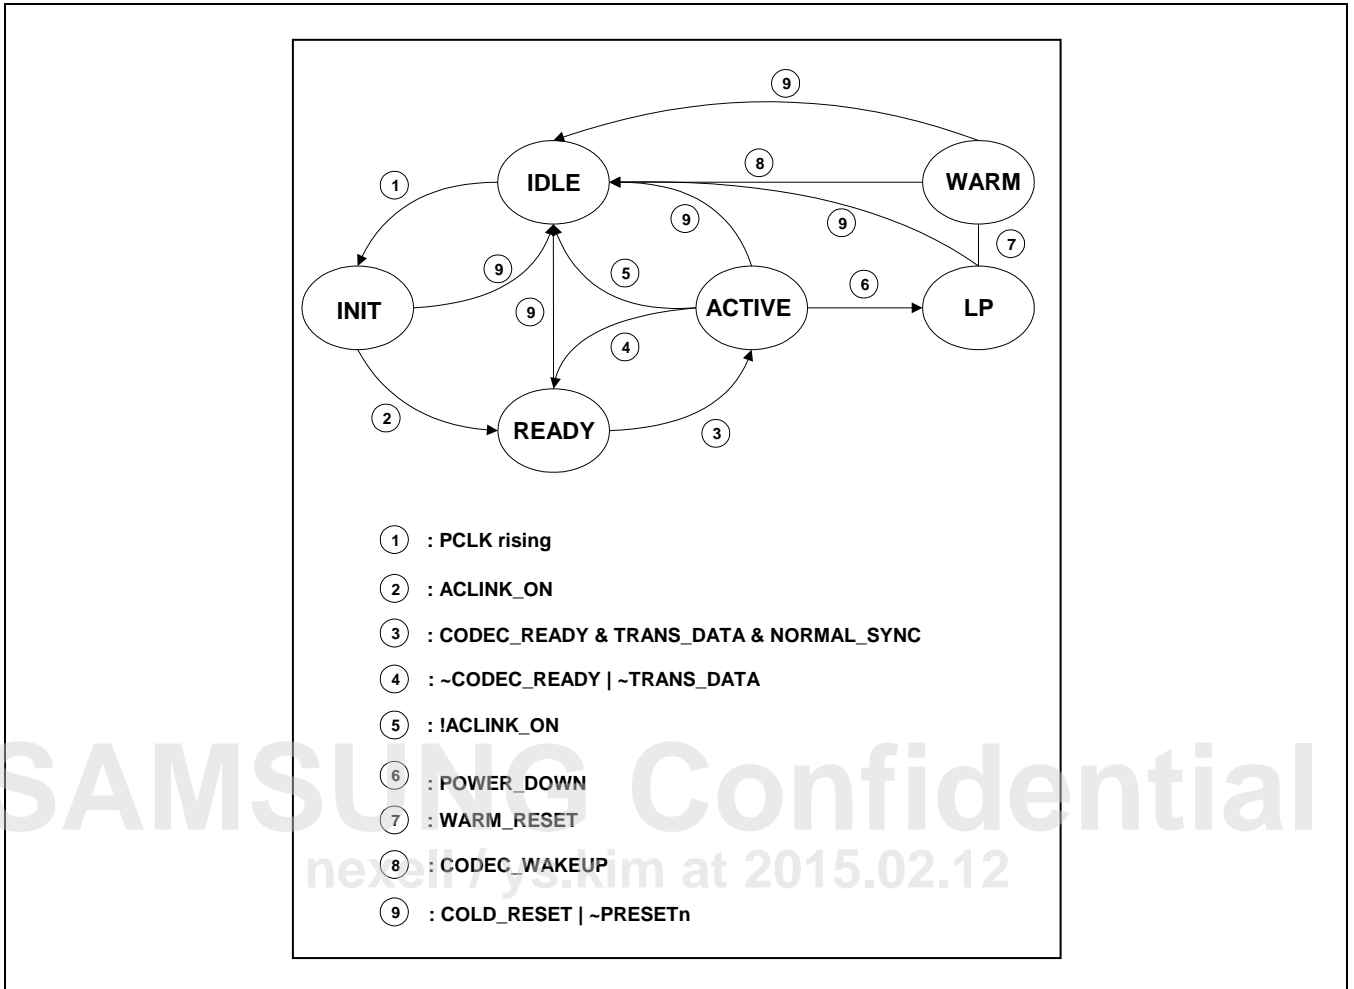 9
IDLE
8
WARM
1
9
9
7
9
5
6
INIT
9
ACTIVE
LP
4
2
READY
3
1 : PCLK rising
2 : ACLINK_ON
3 : CODEC_READY & TRANS_DATA & NORMAL_SYNC
4 : ~CODEC_READY | ~TRANS_DATA
5 : !ACLINK_ON
6 : POWER_DOWN
7 : WARM_RESET
8 : CODEC_WAKEUP
9 : COLD_RESET | ~PRESETn
SAMSUNG Confidential
nexell / ys.kim at 2015.02.12